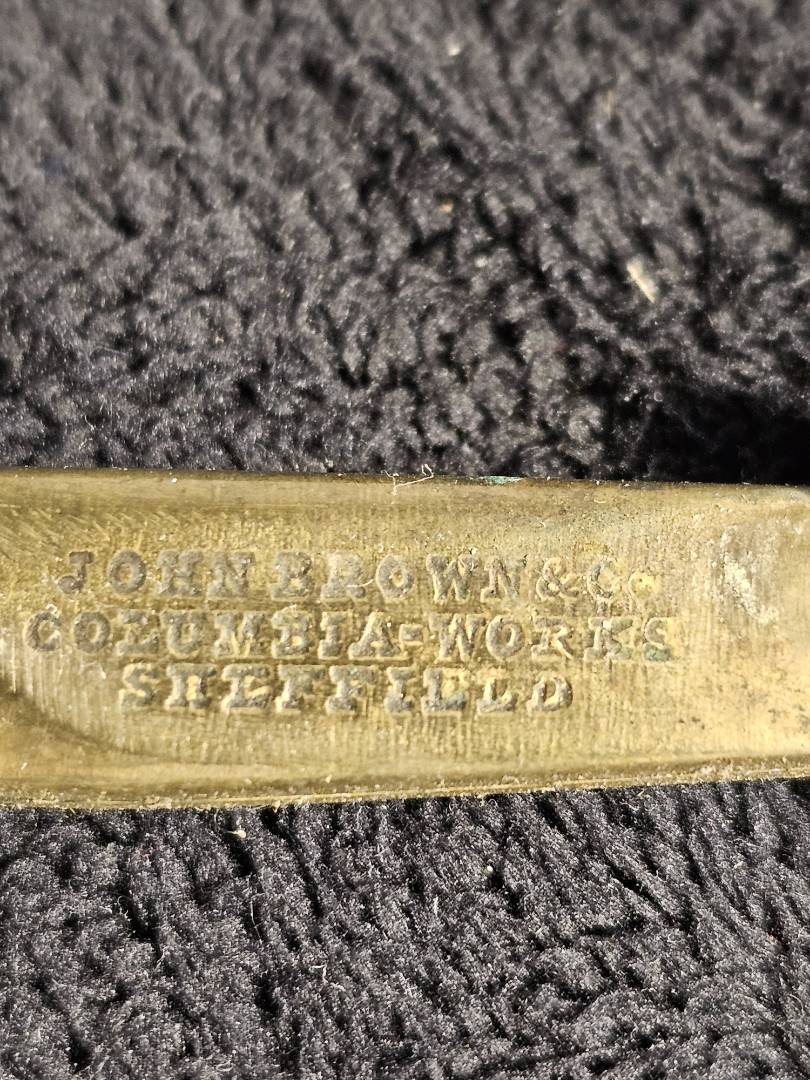 JOHN BROWN & Co
COLUMBIA-WORKS
SHEFFIELD